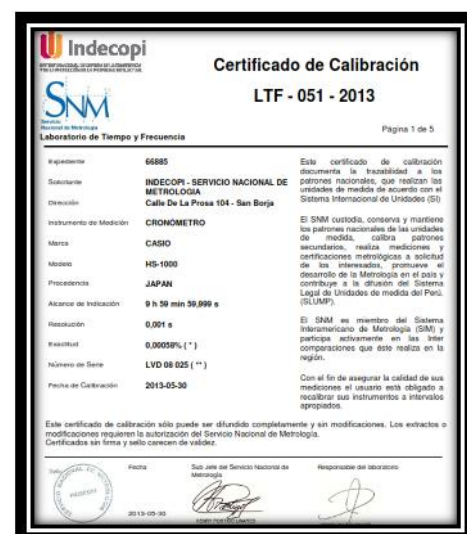 Indecopi
SNM
Servicio
Nacional de Metrología
Laboratorio de Tiempo y Frecuencia
Certificado de Calibración
LTF - 051 - 2013
Página 1 de 5
Expediente 66885
Solicitante INDECOPI - SERVICIO NACIONAL DE METROLOGIA
Dirección Calle De La Prosa 104 - San Borja
Instrumento de Medición CRONÓMETRO
Marca CASIO
Modelo HS-1000
Procedencia JAPAN
Alcance de Indicación 9 h 59 min 59,999 s
Resolución 0,001 s
Exactitud 0,00058% ( * )
Número de Serie LVD 08 025 ( ** )
Fecha de Calibración 2013-05-30
Este certificado de calibración
documenta la trazabilidad a los
patrones nacionales, que realizan las
unidades de medida de acuerdo con el
Sistema Internacional de Unidades (SI)
El SNM custodia, conserva y mantiene
los patrones nacionales de las unidades
de medida, calibra patrones
secundarios, realiza mediciones y
certificaciones metrológicas a solicitud
de los interesados, promueve el
desarrollo de la Metrología en el país y
contribuye a la difusión del Sistema
Legal de Unidades de medida del Perú.
(SLUMP).
El SNM es miembro del Sistema
Interamericano de Metrología (SIM) y
participa activamente en las Inter
comparaciones que éste realiza en la
región.
Con el fin de asegurar la calidad de sus
mediciones el usuario está obligado a
recalibrar sus instrumentos a intervalos
apropiados.
Este certificado de calibración sólo puede ser difundido completamente y sin modificaciones. Los extractos o
modificaciones requieren la autorización del Servicio Nacional de Metrología.
Certificados sin firma y sello carecen de validez.
Fecha
2013-05-30
Sub Jefe del Servicio Nacional de
Metrología
Responsable del laboratorio